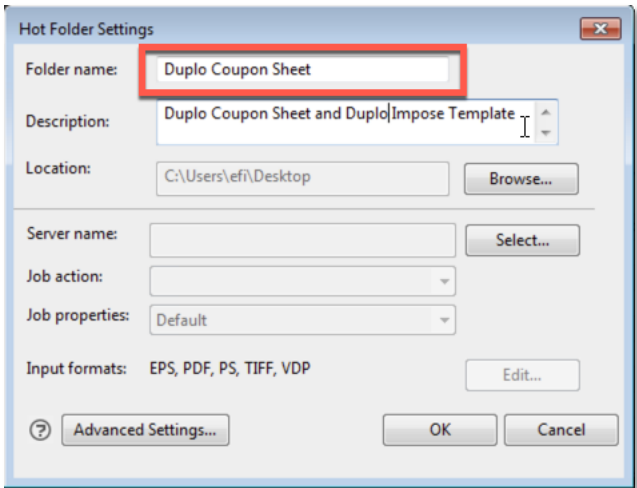 Hot Folder Settings
Folder name: Duplo Coupon Sheet
Description: Duplo Coupon Sheet and Duplo Impose Template
Location: C:\Users\efi\Desktop Browse...
Server name: Select...
Job action:
Job properties: Default
Input formats: EPS, PDF, PS, TIFF, VDP Edit...
? Advanced Settings... OK Cancel